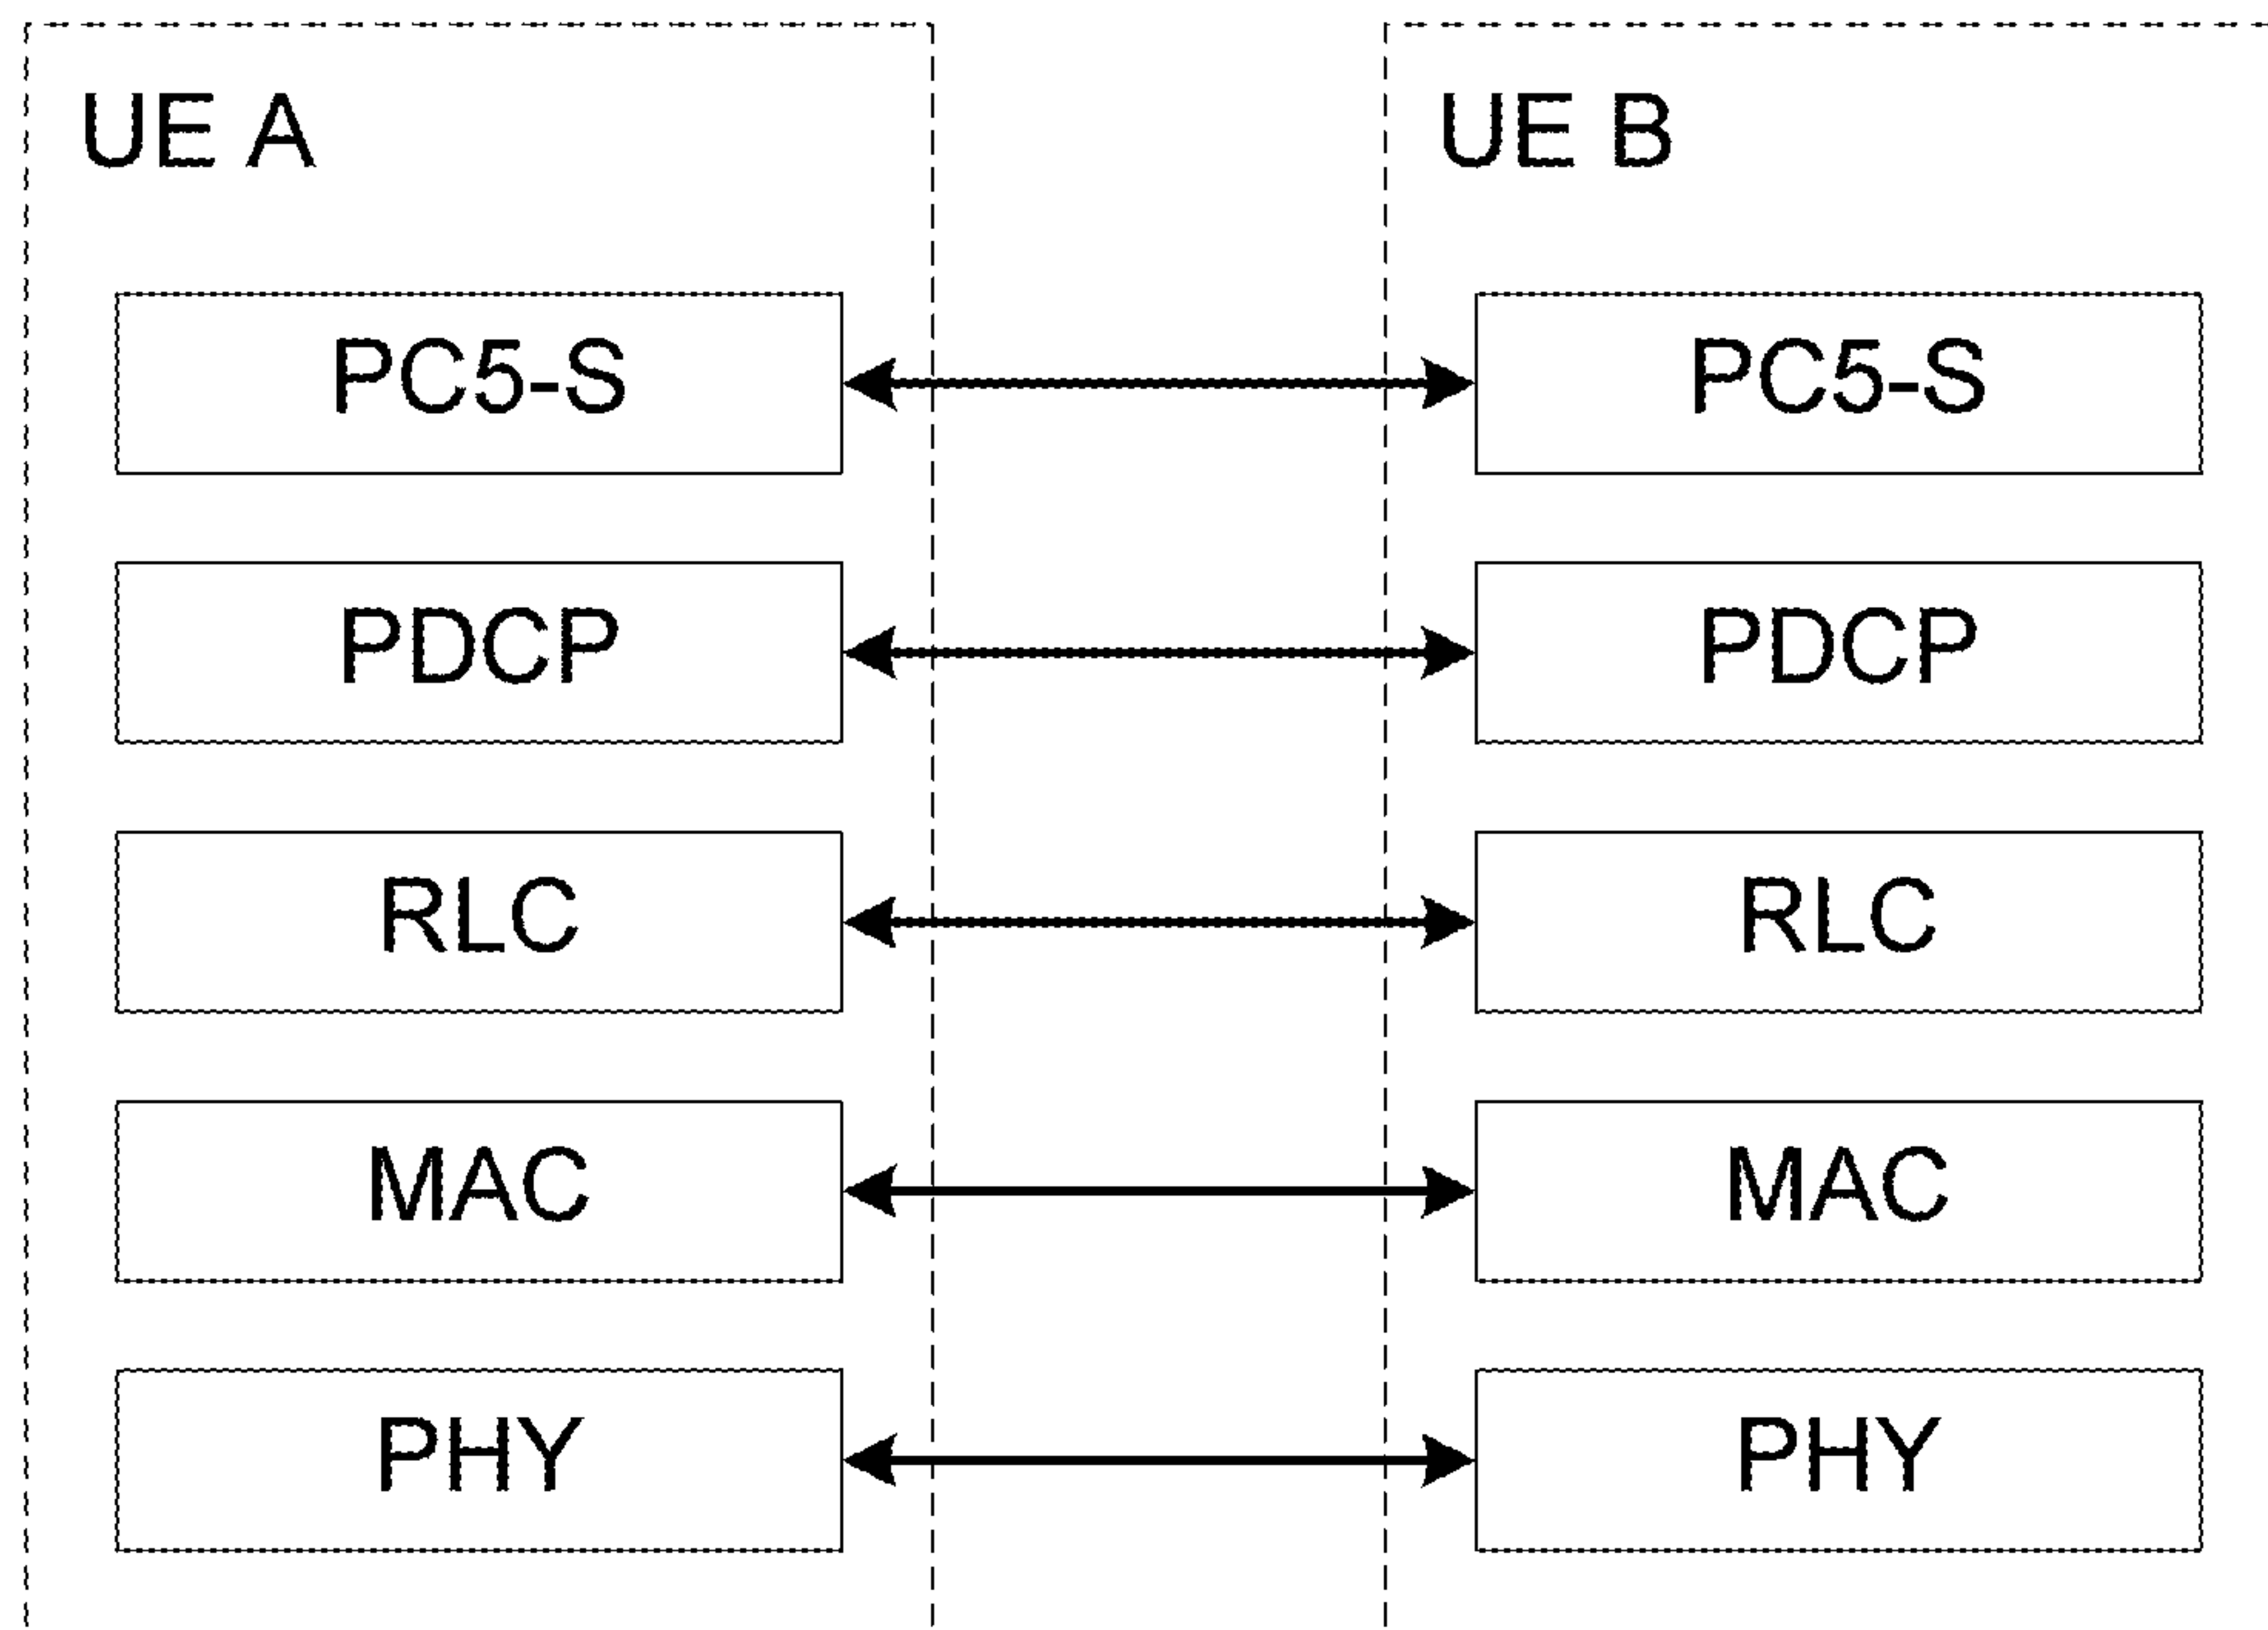 UE A
UE B
PC5-S
PC5-S
PDCP
PDCP
RLC
RLC
MAC
MAC
PHY
PHY